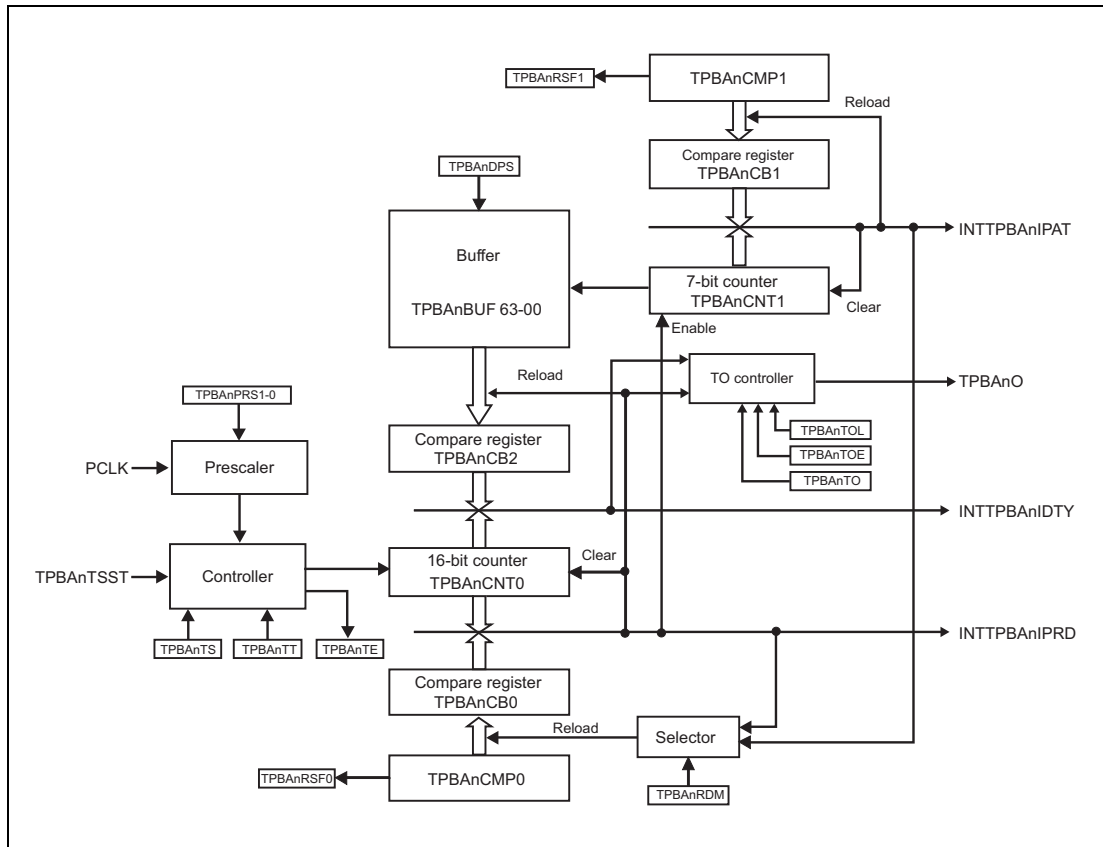 TPBAnRSF1
TPBAnCMP1
Reload
Compare register
TPBAnCB1
TPBAnDPS
INTTPBAnIPAT
Buffer
TPBAnBUF 63-00
7-bit counter
TPBAnCNT1
Clear
Enable
Reload
TO controller
TPBAnO
TPBAnPRS1-0
TPBAnTOL
TPBAnTOE
TPBAnTO
Compare register
TPBAnCB2
PCLK
Prescaler
INTTPBAnIDTY
Clear
16-bit counter
TPBAnCNT0
TPBAnTSST
Controller
INTTPBAnIPRD
TPBAnTS
TPBAnTT
TPBAnTE
Compare register
TPBAnCB0
Reload
Selector
TPBAnRSF0
TPBAnCMP0
TPBAnRDM